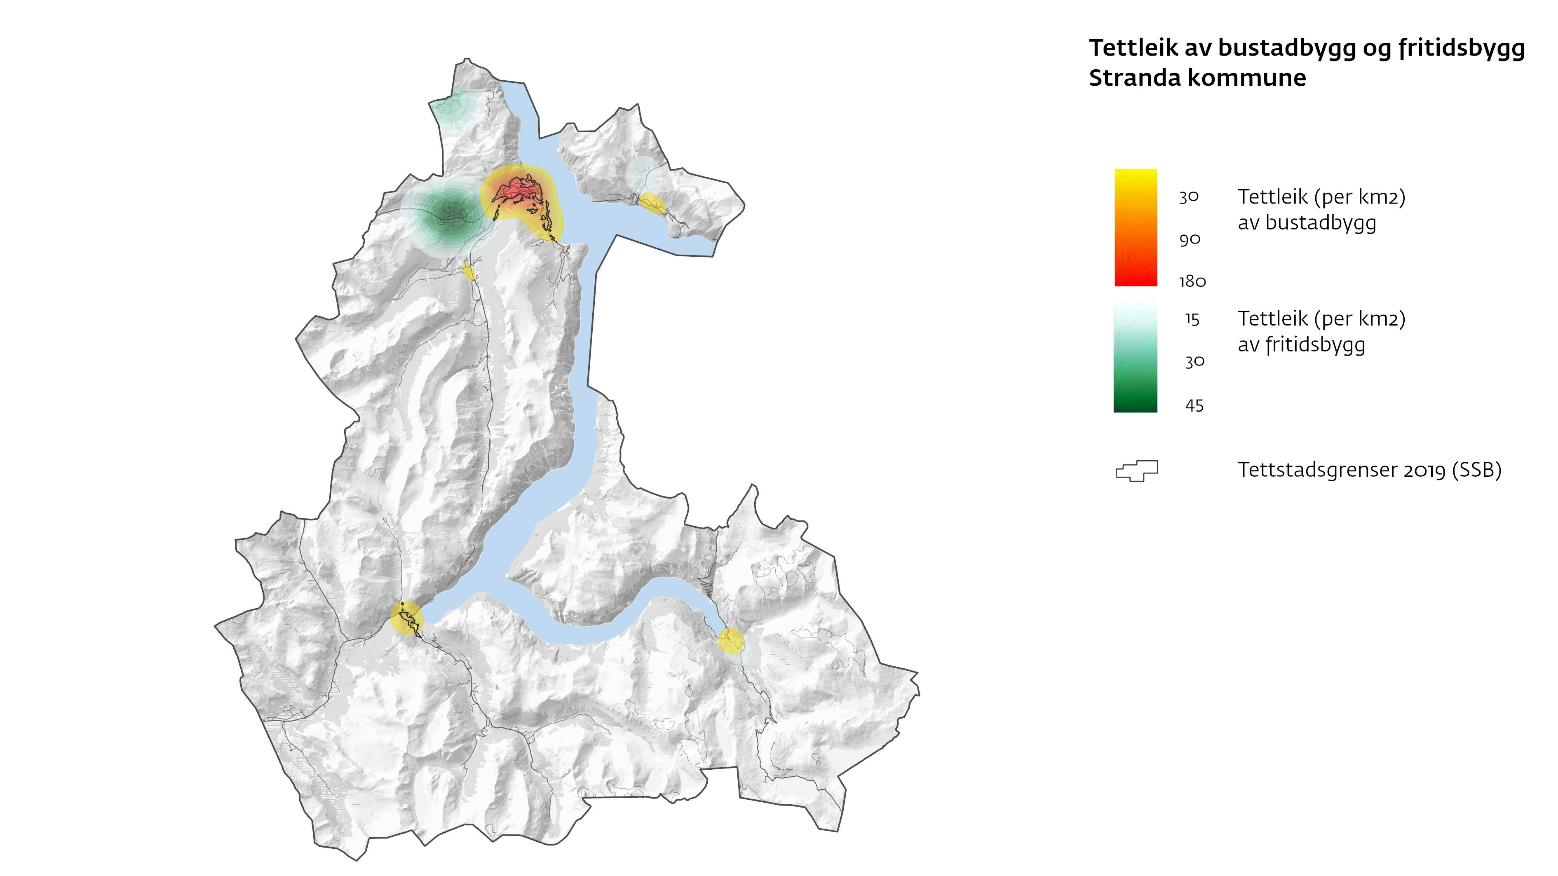 Tettleik av bustadbygg og fritidsbygg
Stranda kommune
30
90
180
Tettleik (per km2)
av bustadbygg
15
30
45
Tettleik (per km2)
av fritidsbygg
Tettstadsgrenser 2019 (SSB)